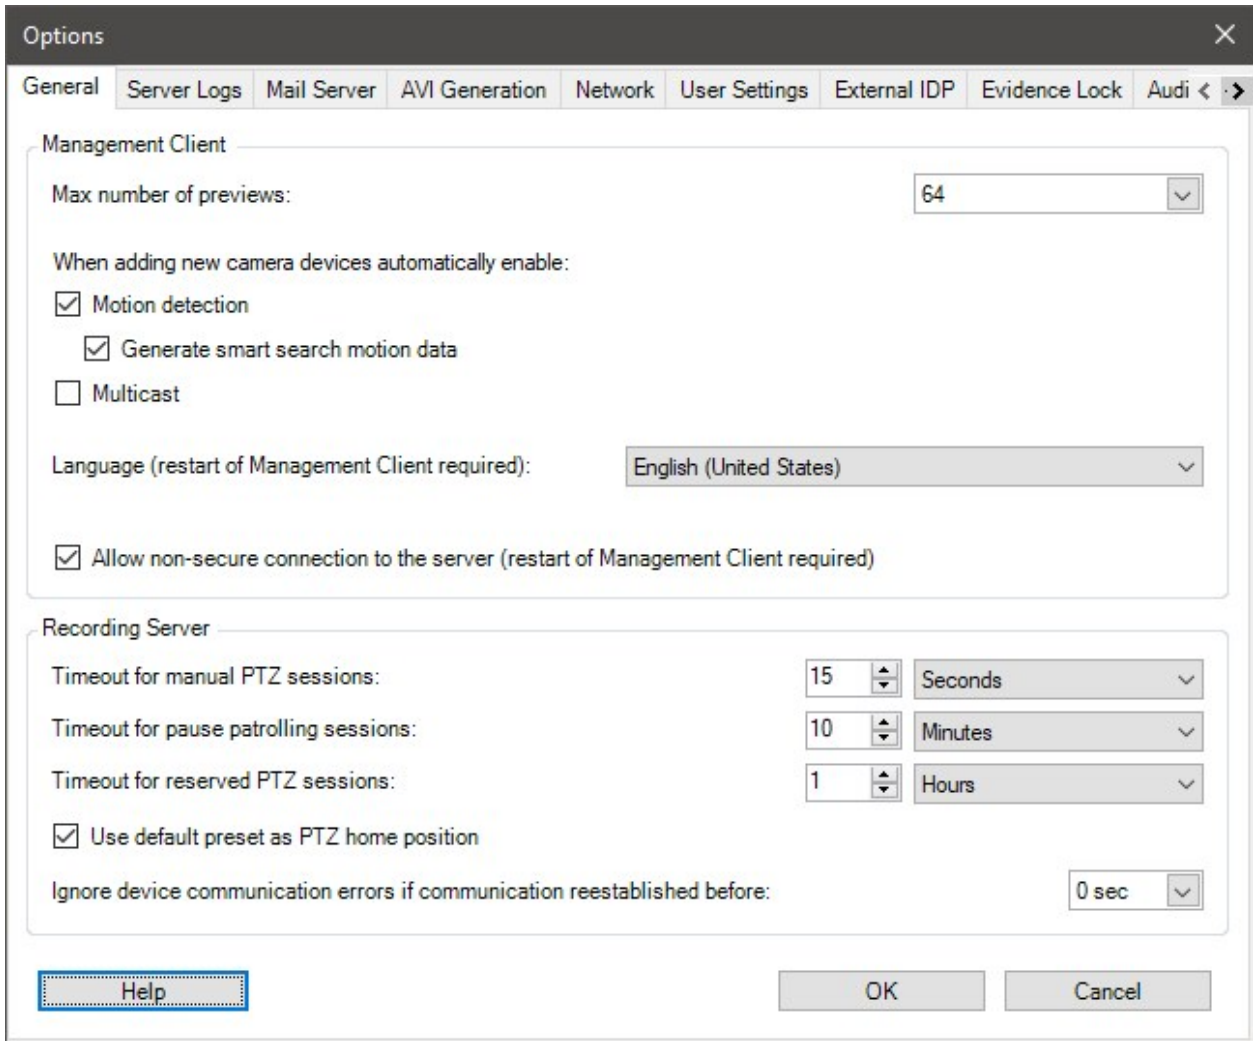 Options
General Server Logs Mail Server AVI Generation Network User Settings External IDP Evidence Lock Audi
Management Client
Max number of previews: 64
When adding new camera devices automatically enable:
Motion detection
Generate smart search motion data
Multicast
Language (restart of Management Client required): English (United States)
Allow non-secure connection to the server (restart of Management Client required)
Recording Server
Timeout for manual PTZ sessions: 15 Seconds
Timeout for pause patrolling sessions: 10 Minutes
Timeout for reserved PTZ sessions: 1 Hours
Use default preset as PTZ home position
Ignore device communication errors if communication reestablished before: 0 sec
Help OK Cancel